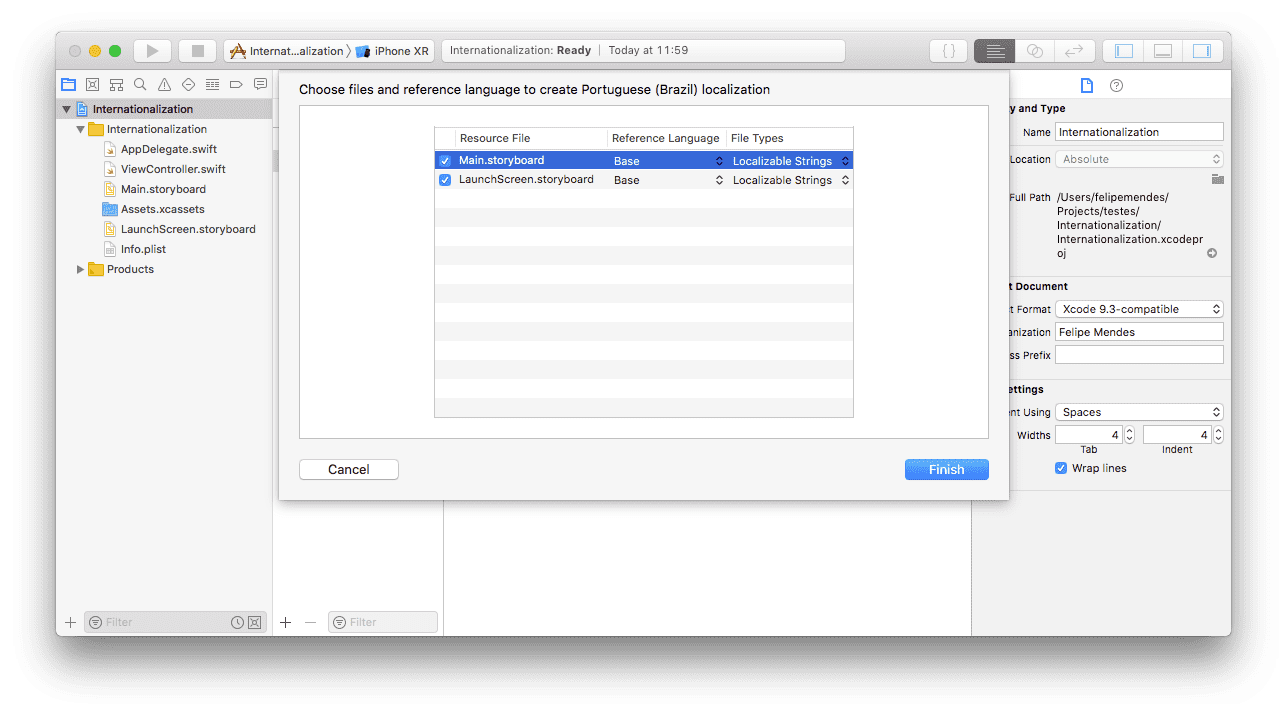 Internat...alization
iPhone XR
Internationalization: Ready | Today at 11:59
{ }
Internationalization
Internationalization
AppDelegate.swift
ViewController.swift
Main.storyboard
Assets.xcassets
LaunchScreen.storyboard
Info.plist
Products
Filter
Choose files and reference language to create Portuguese (Brazil) localization
Resource File Reference Language File Types
Main.storyboard Base Localizable Strings
LaunchScreen.storyboard Base Localizable Strings
Cancel Finish
Filter
y and Type
Name Internationalization
Location Absolute
Full Path /Users/felipemendes/
Projects/testes/
Internationalization/
Internationalization.xcodepr
oj
t Document
t Format Xcode 9.3-compatible
anization Felipe Mendes
ss Prefix
ettings
ent Using Spaces
Widths 4 4
Tab Indent
Wrap lines